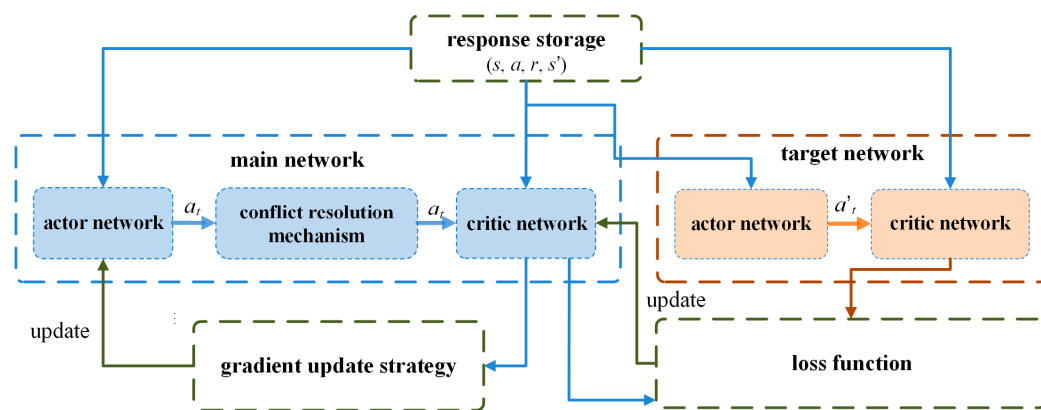 response storage
(s, a, r, s')
main network
target network
actor network
a_t
conflict resolution
mechanism
a_t
critic network
actor network
a'_t
critic network
update
⋮
update
gradient update strategy
loss function